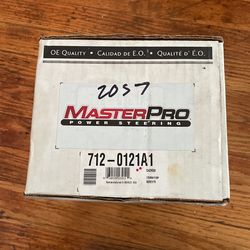 OE QUALITY • CALIDAD DE E.O. • QUALITÉ D' E.O.
2057
MASTERPRO
POWER STEERING
712-0121A1